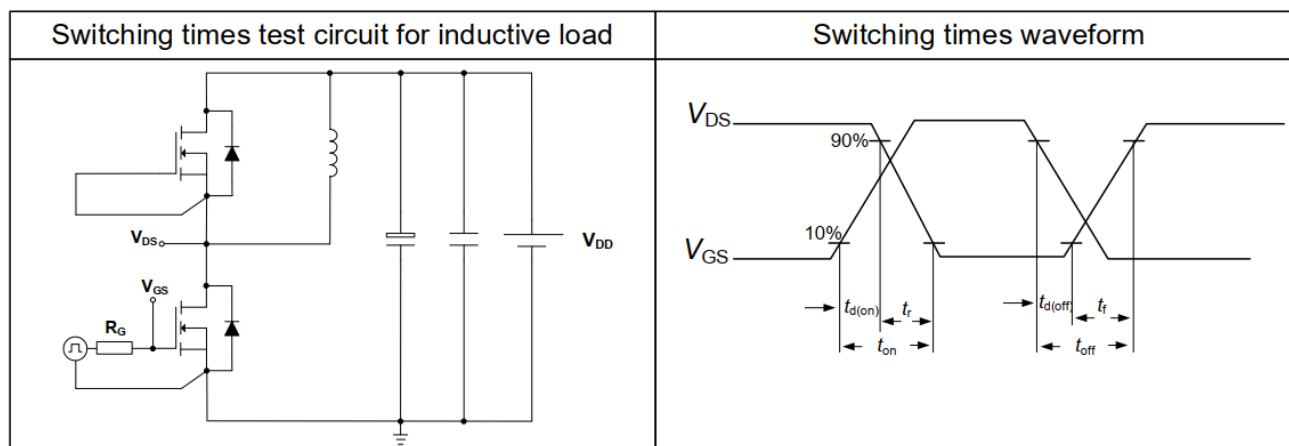 Switching times test circuit for inductive load
Switching times waveform
VDS
VDD
VGS
RG
VDS
90%
10%
VGS
td(on) tr td(off) tf
ton toff